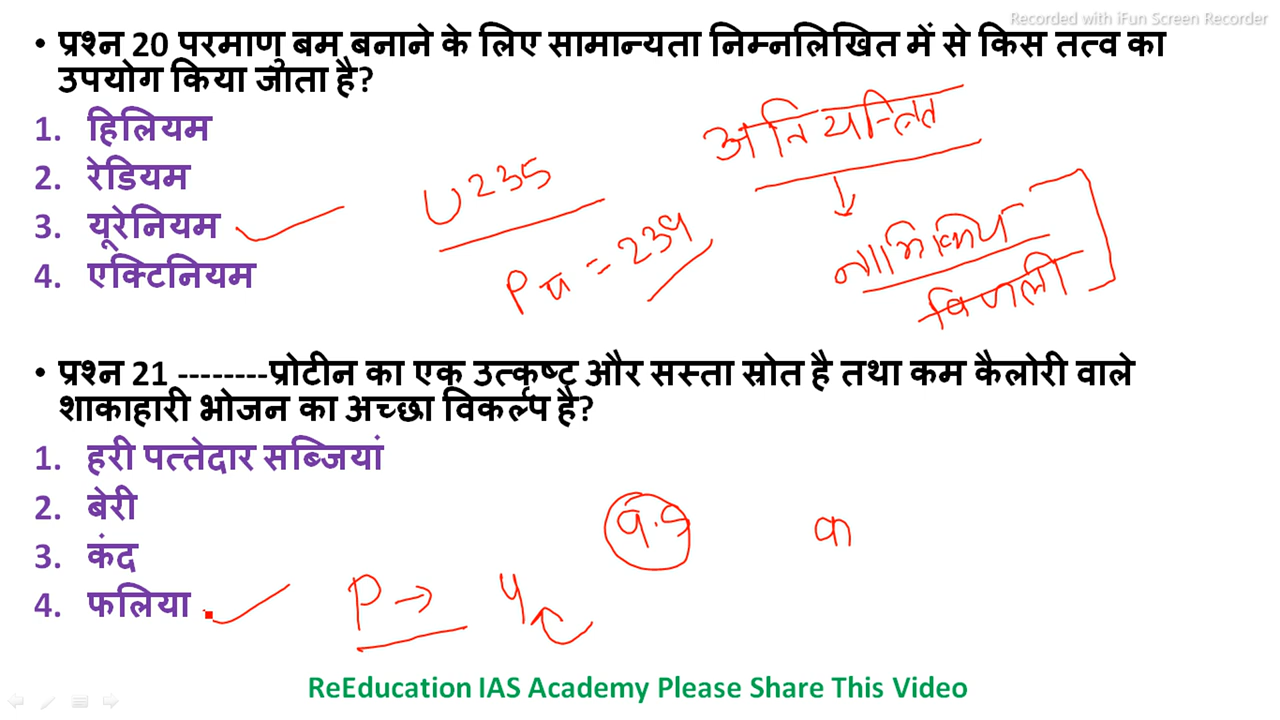 Recorded with iFun Screen Recorder
• प्रश्न 20 परमाणु बम बनाने के लिए सामान्यता निम्नलिखित में से किस तत्व का
उपयोग किया जाता है?
1. हिलियम
2. रेडियम
3. यूरेनियम
4. एक्टिनियम
U 235
Pu = 239
अनियन्त्रित
नाभिकिय
बिजली
• प्रश्न 21 --------प्रोटीन का एक उत्कृष्ट और सस्ता स्रोत है तथा कम कैलोरी वाले
शाकाहारी भोजन का अच्छा विकल्प है?
1. हरी पत्तेदार सब्जियां
2. बेरी
3. कंद
4. फलिया
P → 4
क
ReEducation IAS Academy Please Share This Video